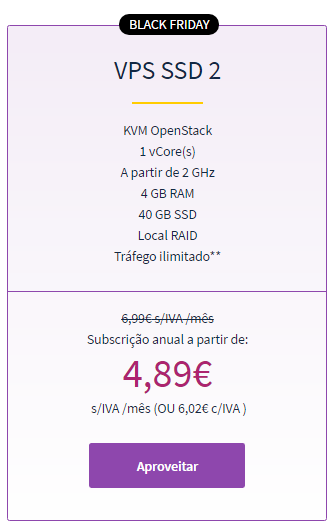 BLACK FRIDAY
VPS SSD 2
KVM OpenStack
1 vCore(s)
A partir de 2 GHz
4 GB RAM
40 GB SSD
Local RAID
Tráfego ilimitado**
6,99€ s/IVA /mês
Subscrição anual a partir de:
4,89€
s/IVA /mês (OU 6,02€ c/IVA )
Aproveitar